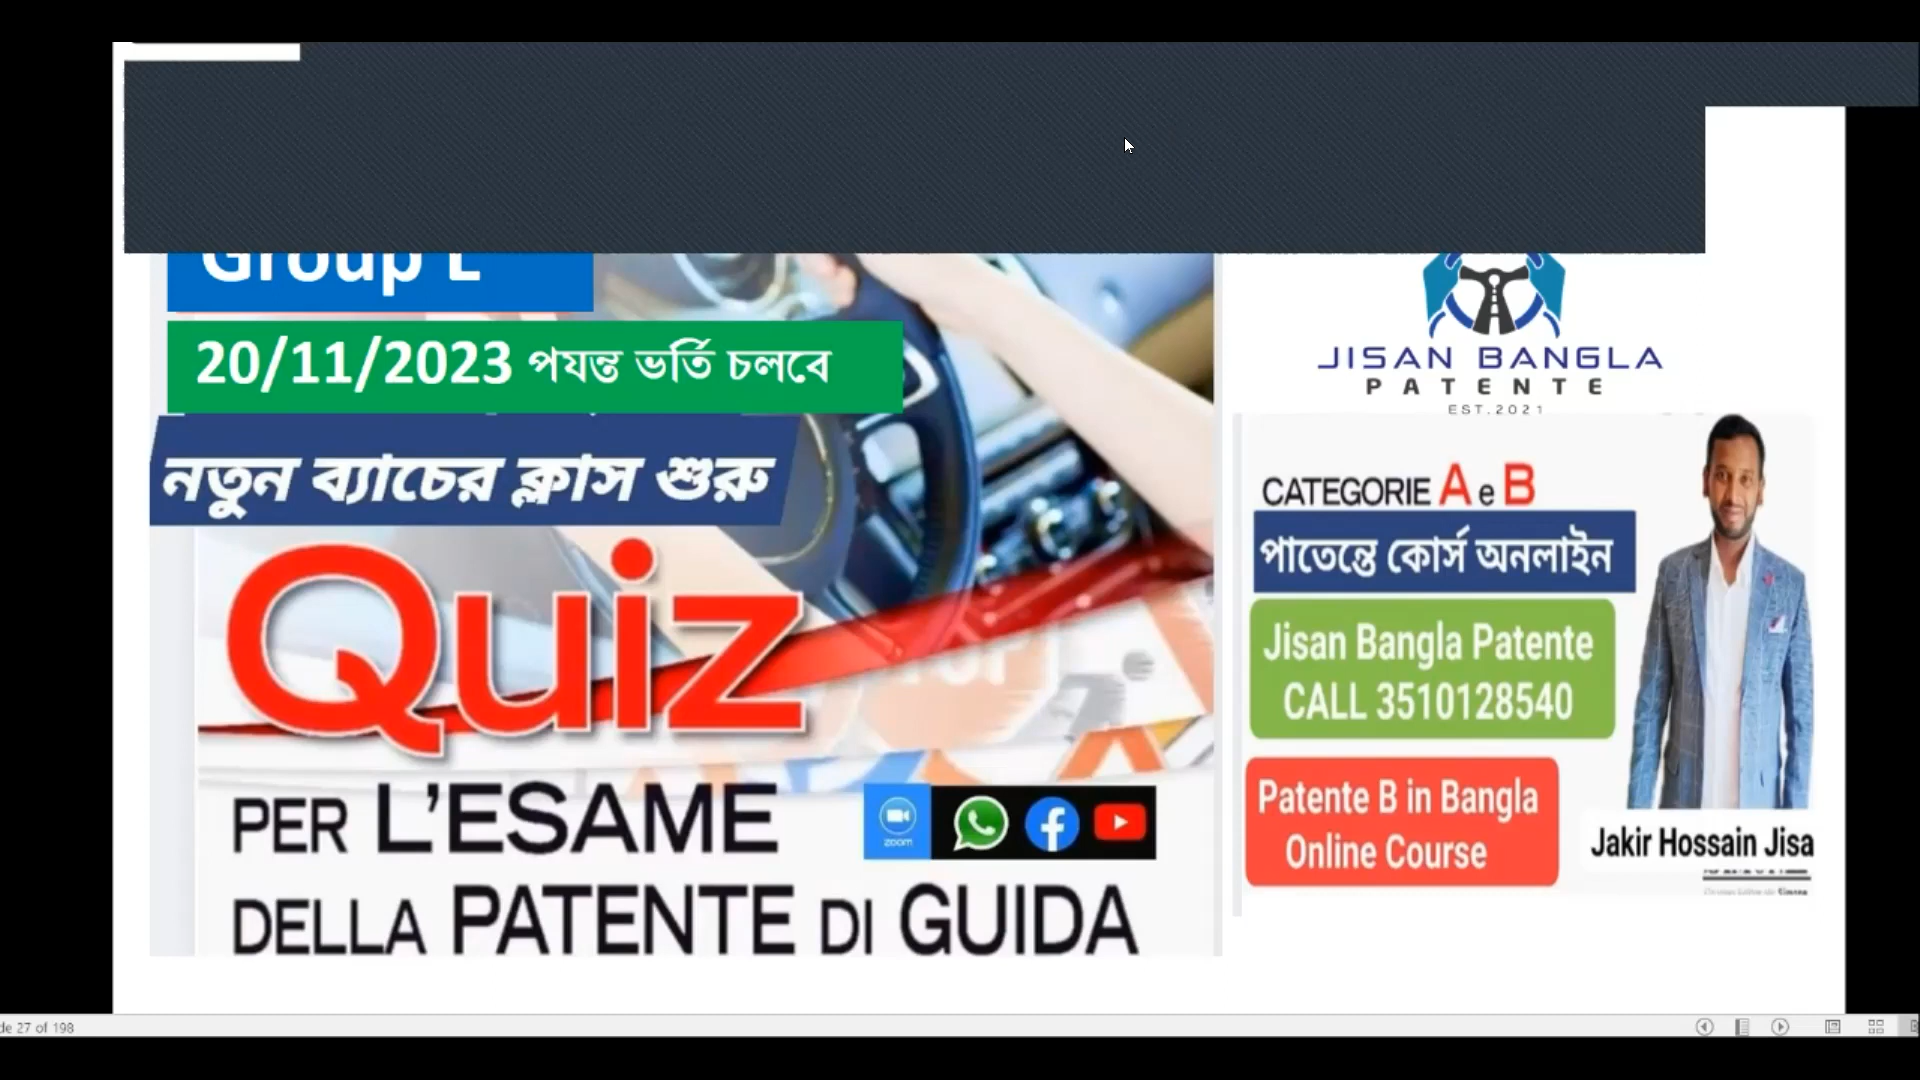 Group L
20/11/2023 পযন্ত ভর্তি চলবে
নতুন ব্যাচের ক্লাস শুরু
Quiz
PER L'ESAME
DELLA PATENTE DI GUIDA
zoom
JISAN BANGLA
PATENTE
EST.2021
CATEGORIE A e B
পাতেন্তে কোর্স অনলাইন
Jisan Bangla Patente
CALL 3510128540
Patente B in Bangla
Online Course
Jakir Hossain Jisa
de 27 of 198